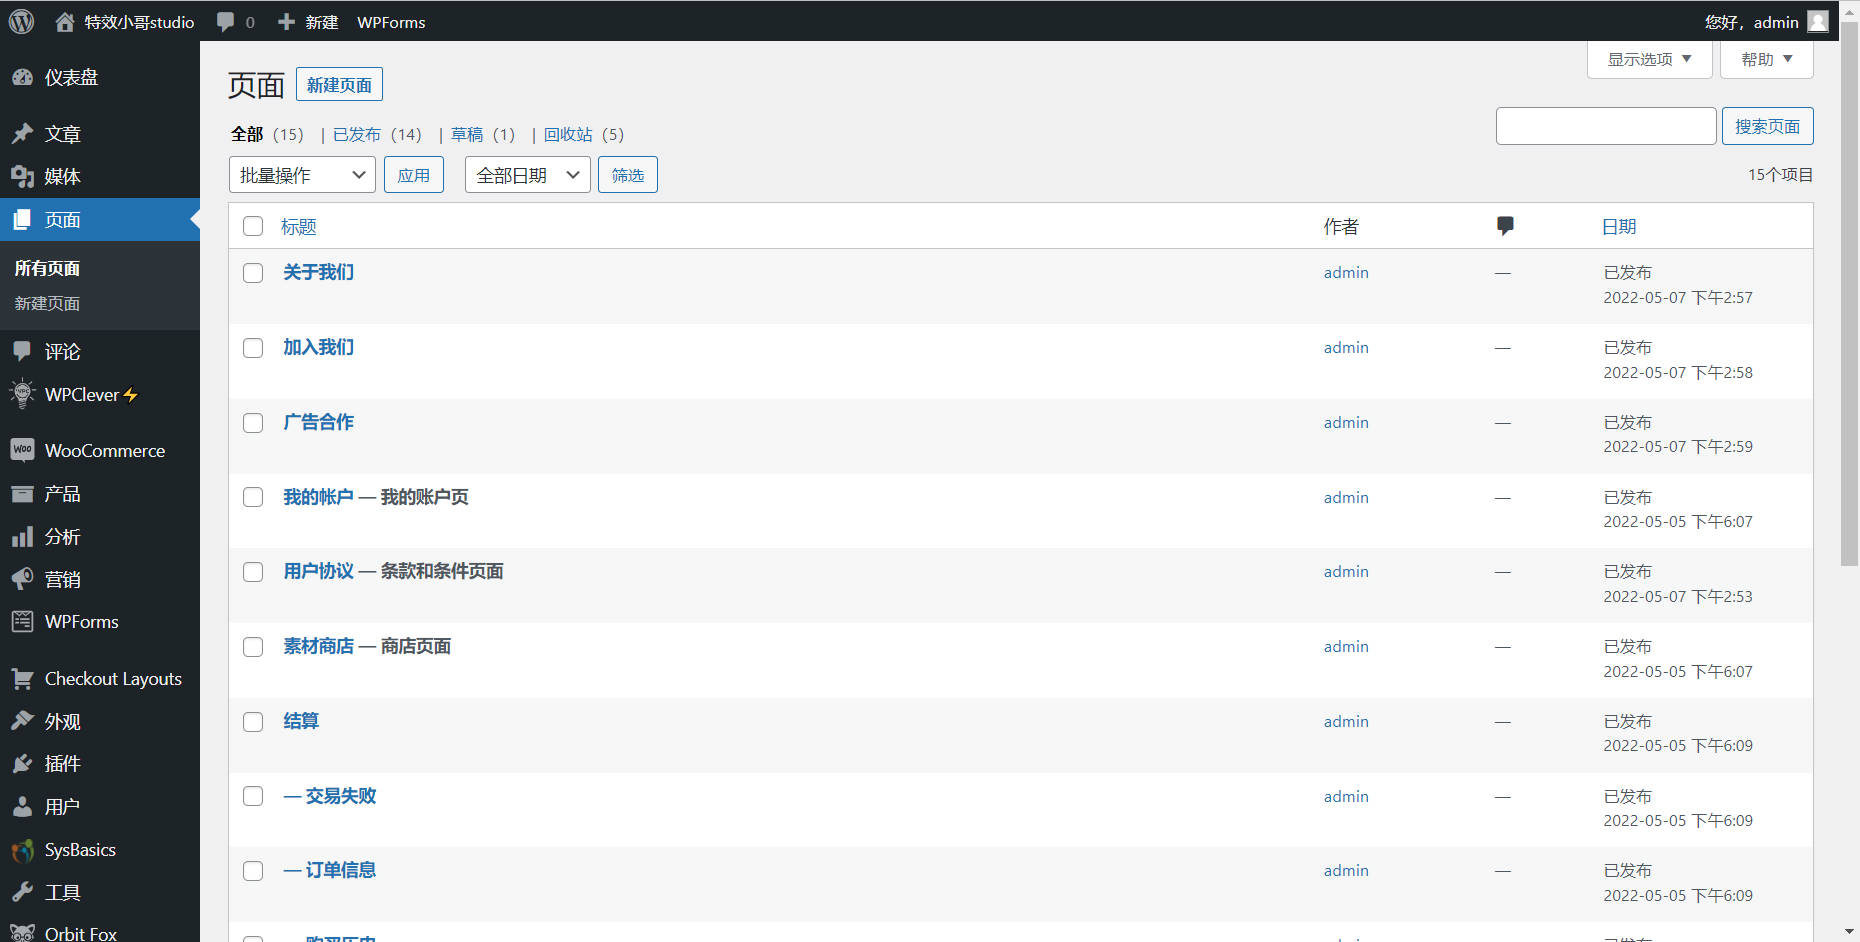 特效小哥studio 0 新建 WPForms 您好，admin
仪表盘
文章
媒体
页面
所有页面
新建页面
评论
WPClever⚡
WooCommerce
产品
分析
营销
WPForms
Checkout Layouts
外观
插件
用户
SysBasics
工具
Orbit Fox
显示选项 帮助
页面 新建页面
全部（15） | 已发布（14） | 草稿（1） | 回收站（5）
搜索页面
批量操作 应用 全部日期 筛选 15个项目
标题 作者 日期
关于我们 admin — 已发布
2022-05-07 下午2:57
加入我们 admin — 已发布
2022-05-07 下午2:58
广告合作 admin — 已发布
2022-05-07 下午2:59
我的帐户 — 我的账户页 admin — 已发布
2022-05-05 下午6:07
用户协议 — 条款和条件页面 admin — 已发布
2022-05-07 下午2:53
素材商店 — 商店页面 admin — 已发布
2022-05-05 下午6:07
结算 admin — 已发布
2022-05-05 下午6:09
— 交易失败 admin — 已发布
2022-05-05 下午6:09
— 订单信息 admin — 已发布
2022-05-05 下午6:09